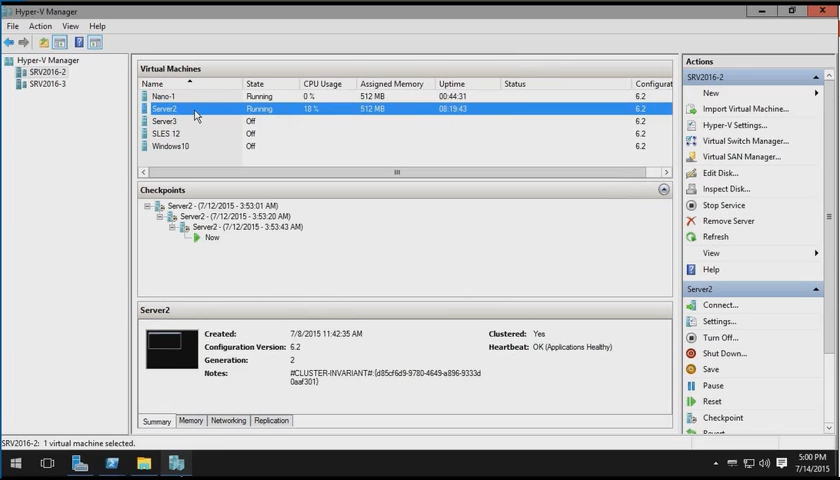 Hyper-V Manager
File Action View Help
Hyper-V Manager
SRV2016-2
SRV2016-3
Virtual Machines
Name State CPU Usage Assigned Memory Uptime Status Configurat
Nano-1 Running 0 % 512 MB 00:44:31 6.2
Server2 Running 18 % 512 MB 08:19:43 6.2
Server3 Off 6.2
SLES 12 Off 6.2
Windows10 Off 6.2
Checkpoints
Server2 - (7/12/2015 - 3:53:01 AM)
Server2 - (7/12/2015 - 3:53:20 AM)
Server2 - (7/12/2015 - 3:53:43 AM)
Now
Server2
Created: 7/8/2015 11:42:35 AM Clustered: Yes
Configuration Version: 6.2 Heartbeat: OK (Applications Healthy)
Generation: 2
Notes: #CLUSTER-INVARIANT#:{d85cf6d9-9780-4649-a896-9333d
0aaf301}
Summary Memory Networking Replication
Actions
SRV2016-2
New
Import Virtual Machine...
Hyper-V Settings...
Virtual Switch Manager...
Virtual SAN Manager...
Edit Disk...
Inspect Disk...
Stop Service
Remove Server
Refresh
View
Help
Server2
Connect...
Settings...
Turn Off...
Shut Down...
Save
Pause
Reset
Checkpoint
Revert
SRV2016-2: 1 virtual machine selected.
5:00 PM
7/14/2015